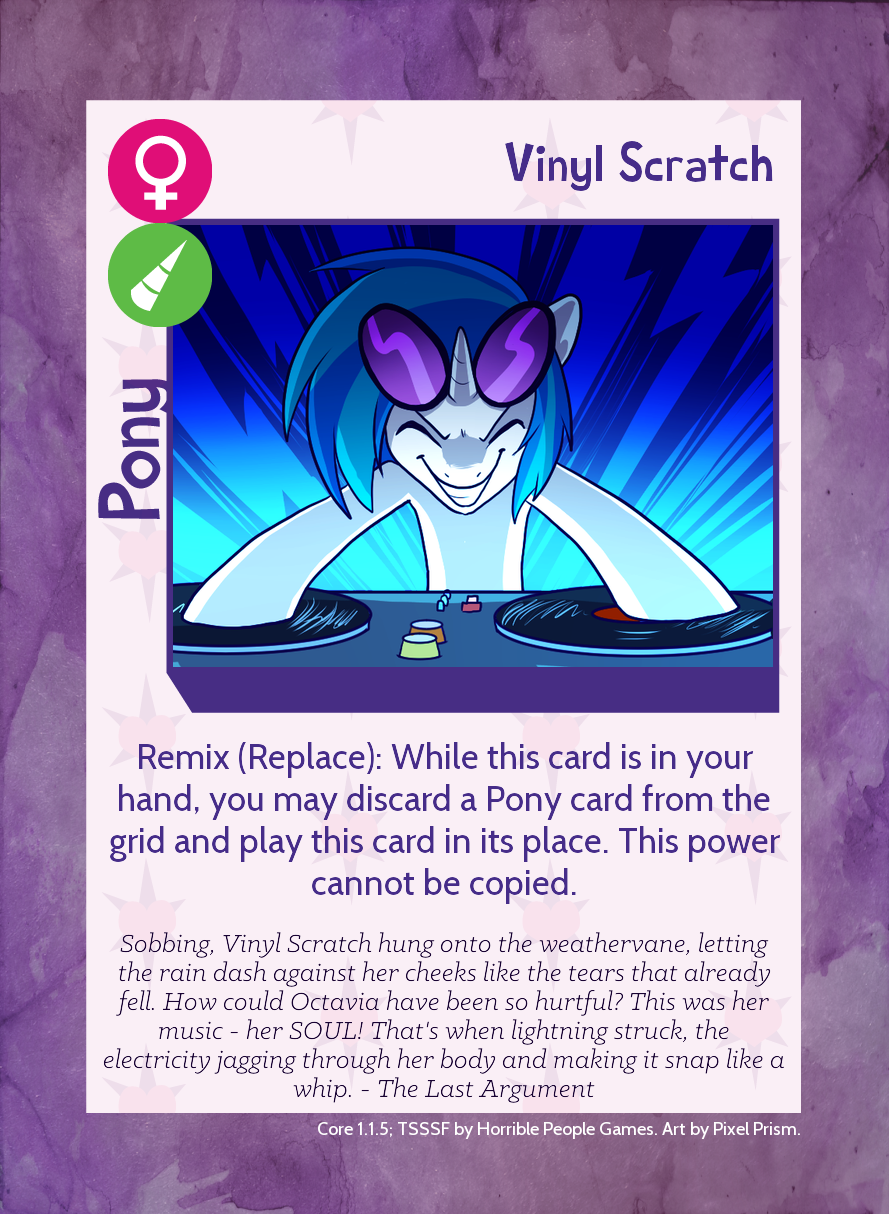 Vinyl Scratch
Pony
Remix (Replace): While this card is in your
hand, you may discard a Pony card from the
grid and play this card in its place. This power
cannot be copied.
Sobbing, Vinyl Scratch hung onto the weathervane, letting
the rain dash against her cheeks like the tears that already
fell. How could Octavia have been so hurtful? This was her
music - her SOUL! That's when lightning struck, the
electricity jagging through her body and making it snap like a
whip. - The Last Argument
Core 1.1.5; TSSSF by Horrible People Games. Art by Pixel Prism.